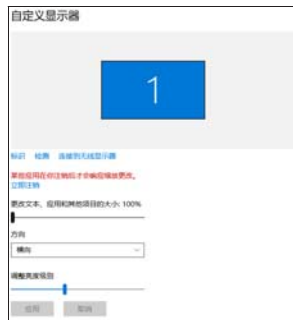 自定义显示器
1
标识 检测 连接到无线显示器
某些应用在你注销后才会响应缩放更改。
立即注销
更改文本、应用和其他项目的大小: 100%
方向
横向
调整亮度级别
应用 取消